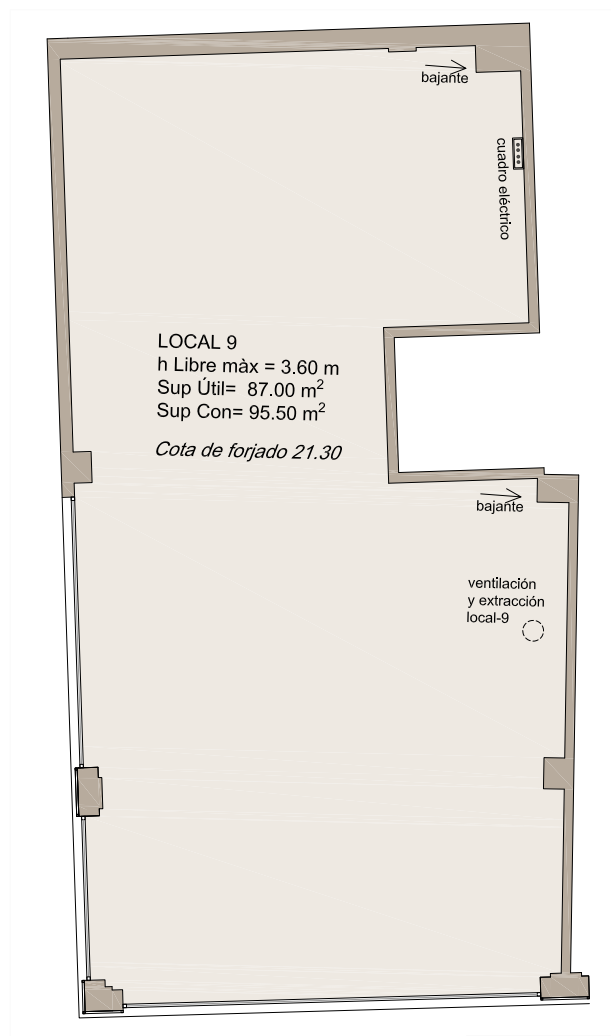 bajante
cuadro eléctrico
LOCAL 9
h Libre màx = 3.60 m
Sup Útil= 87.00 m²
Sup Con= 95.50 m²
Cota de forjado 21.30
bajante
ventilación
y extracción
local-9